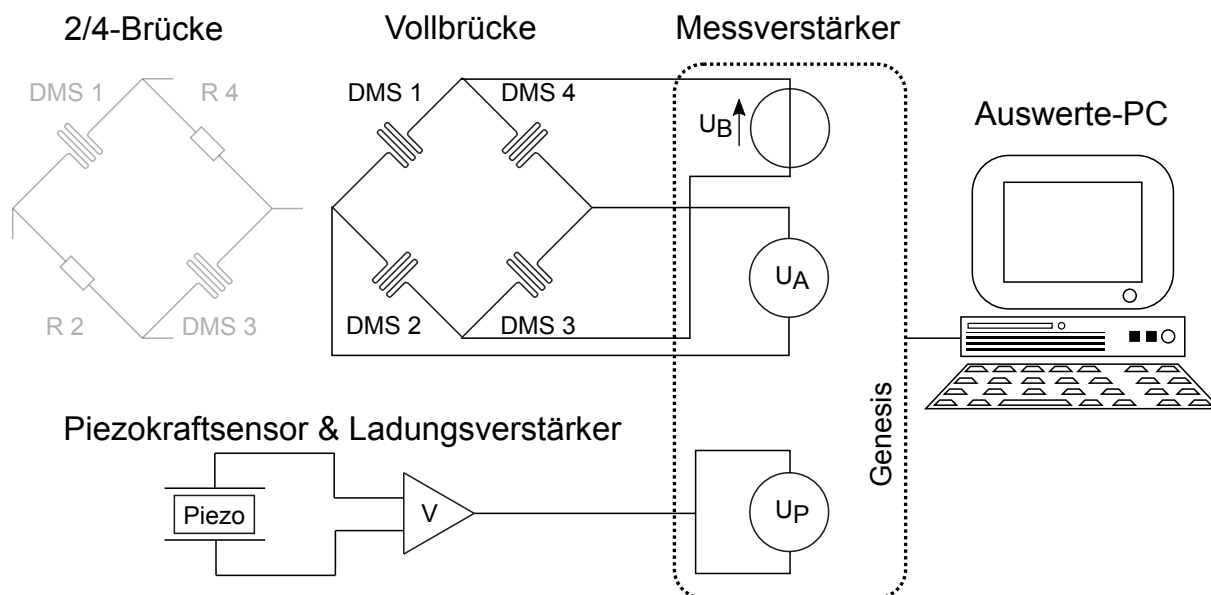 2/4-Brücke
Vollbrücke
Messverstärker
DMS 1
R 4
DMS 1
DMS 4
UB
Auswerte-PC
UA
R 2
DMS 3
DMS 2
DMS 3
Genesis
Piezokraftsensor & Ladungsverstärker
Piezo
V
UP